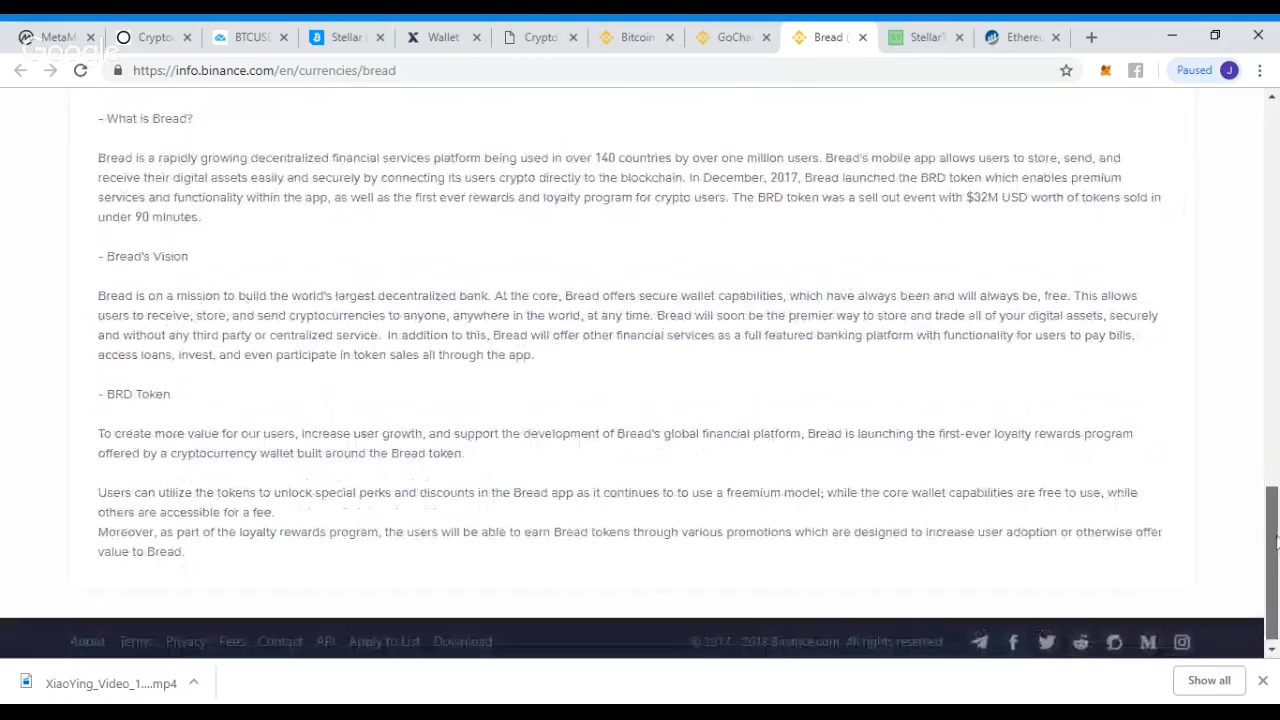 MetaM
Crypto
BTCUSD
Stellar (
Wallet
Crypto
Bitcoin
GoChai
Bread (
StellarT
Ethereu
Google
https://info.binance.com/en/currencies/bread
Paused
J
- What is Bread?
Bread is a rapidly growing decentralized financial services platform being used in over 140 countries by over one million users. Bread's mobile app allows users to store, send, and
receive their digital assets easily and securely by connecting its users crypto directly to the blockchain. In December, 2017, Bread launched the BRD token which enables premium
services and functionality within the app, as well as the first ever rewards and loyalty program for crypto users. The BRD token was a sell out event with $32M USD worth of tokens sold in
under 90 minutes.
- Bread's Vision
Bread is on a mission to build the world's largest decentralized bank. At the core, Bread offers secure wallet capabilities, which have always been and will always be, free. This allows
users to receive, store, and send cryptocurrencies to anyone, anywhere in the world, at any time. Bread will soon be the premier way to store and trade all of your digital assets, securely
and without any third party or centralized service. In addition to this, Bread will offer other financial services as a full featured banking platform with functionality for users to pay bills,
access loans, invest, and even participate in token sales all through the app.
- BRD Token
To create more value for our users, increase user growth, and support the development of Bread's global financial platform, Bread is launching the first-ever loyalty rewards program
offered by a cryptocurrency wallet built around the Bread token.
Users can utilize the tokens to unlock special perks and discounts in the Bread app as it continues to to use a freemium model; while the core wallet capabilities are free to use, while
others are accessible for a fee.
Moreover, as part of the loyalty rewards program, the users will be able to earn Bread tokens through various promotions which are designed to increase user adoption or otherwise offer
value to Bread.
About Terms Privacy Fees Contact API Apply to List Download © 2017 - 2018 Binance.com. All rights reserved
XiaoYing_Video_1....mp4
Show all